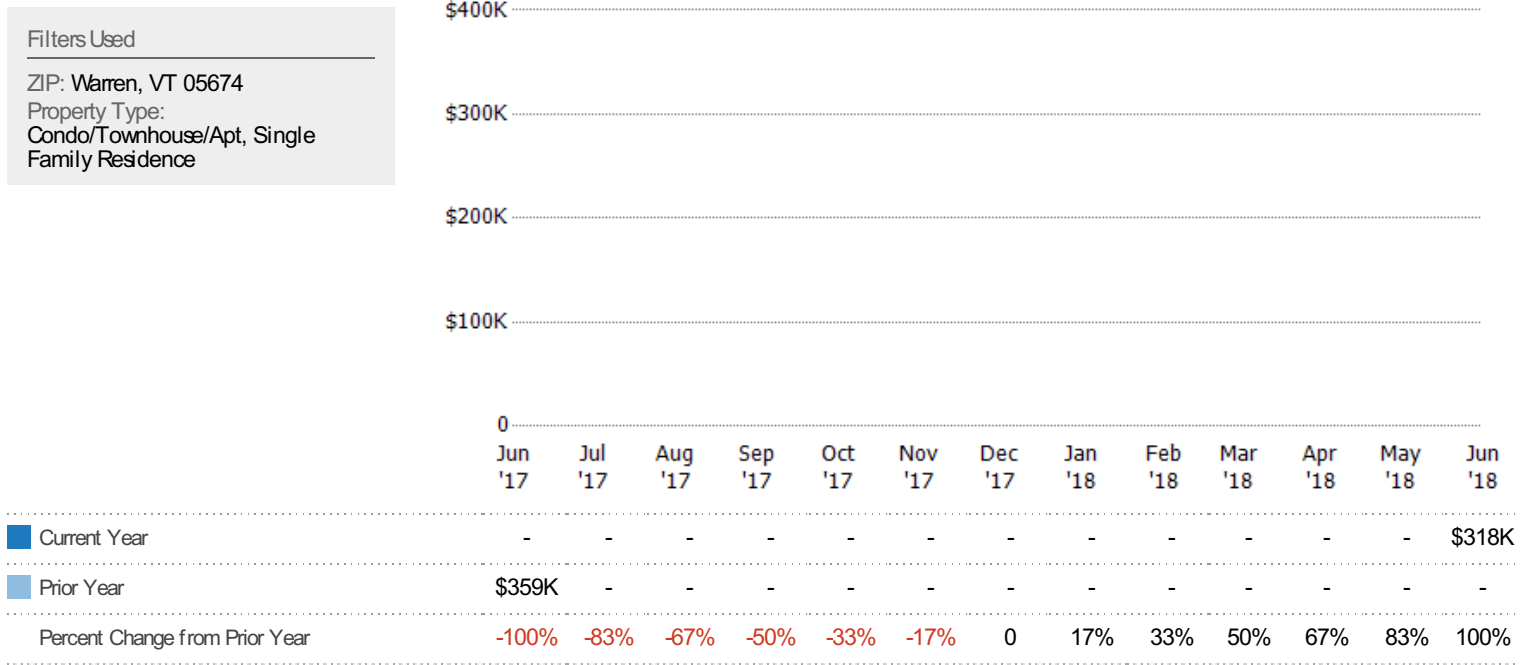 Filters Used
ZIP: Warren, VT 05674
Property Type:
Condo/Townhouse/Apt, Single
Family Residence
$400K
$300K
$200K
$100K
0
Jun Jul Aug Sep Oct Nov Dec Jan Feb Mar Apr May Jun
'17 '17 '17 '17 '17 '17 '17 '18 '18 '18 '18 '18 '18
Current Year - - - - - - - - - - - - $318K
Prior Year $359K - - - - - - - - - - - -
Percent Change from Prior Year -100% -83% -67% -50% -33% -17% 0 17% 33% 50% 67% 83% 100%